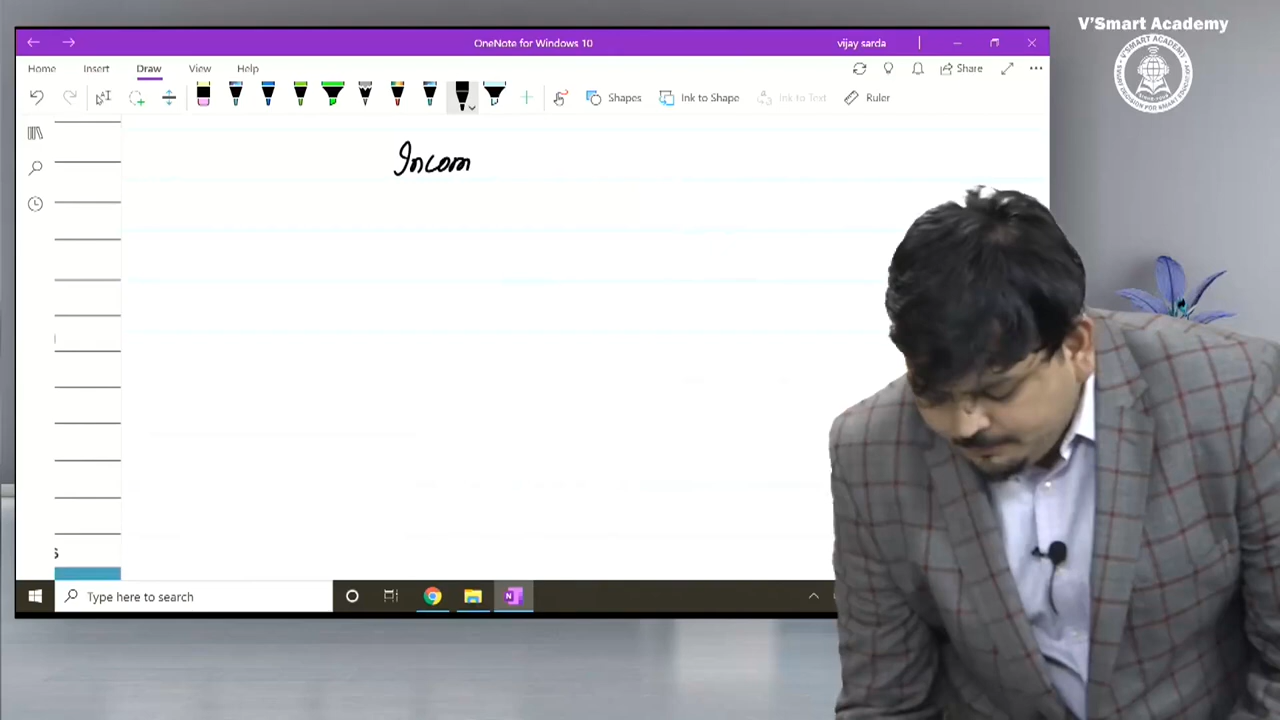 V'Smart Academy
OneNote for Windows 10
vijay sarda
Home
Insert
Draw
View
Help
Share
Shapes
Ink to Shape
Ink to Text
Ruler
Incom
s
Type here to search